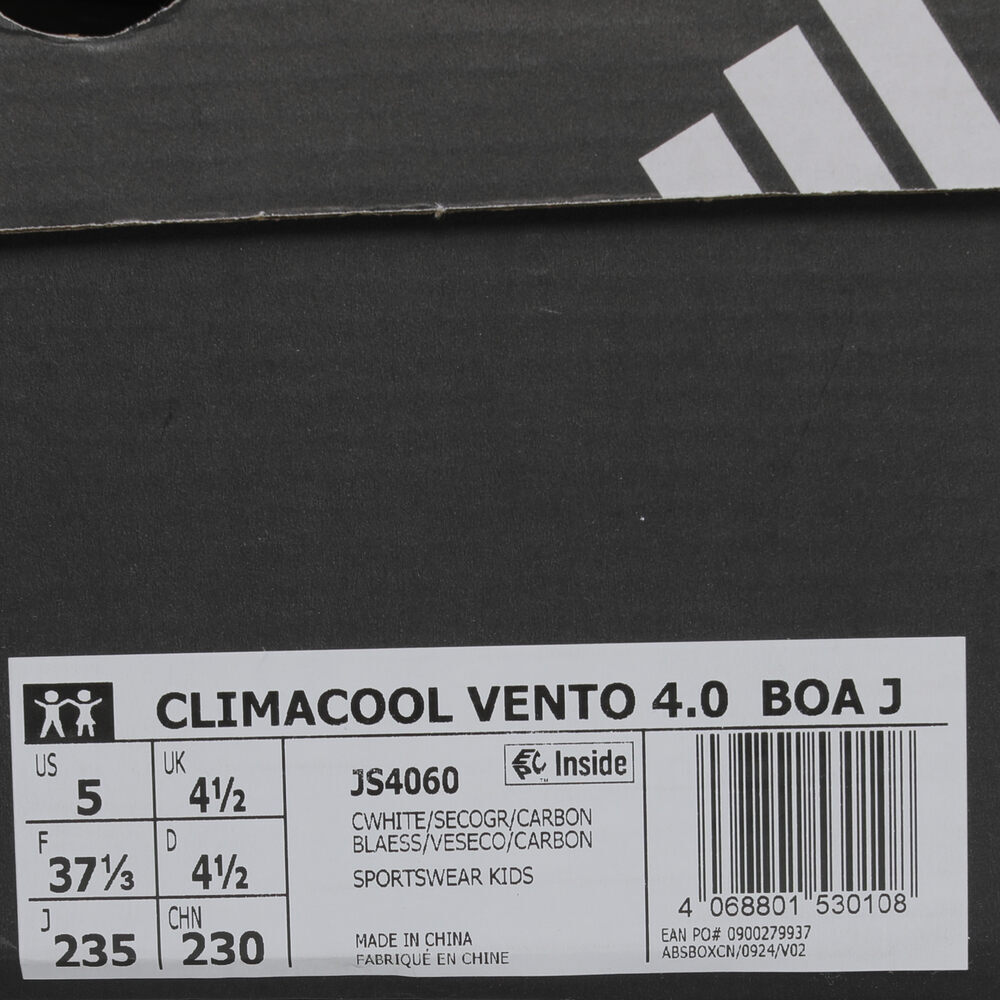 CLIMACOOL VENTO 4.0 BOA J
US 5
UK 4½
F 37⅓
D 4½
J 235
CHN 230
JS4060
EPC Inside
™
CWHITE/SECOGR/CARBON
BLAESS/VESECO/CARBON
SPORTSWEAR KIDS
MADE IN CHINA
FABRIQUÉ EN CHINE
4 068801 530108
EAN PO# 0900279937
ABSBOXCN/0924/V02